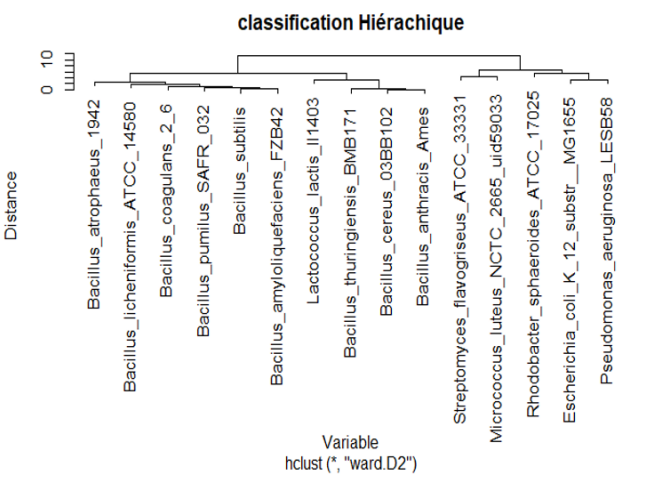 classification Hiérachique
10
0
Distance
Bacillus_atrophaeus_1942
Bacillus_licheniformis_ATCC_14580
Bacillus_coagulans_2_6
Bacillus_pumilus_SAFR_032
Bacillus_subtilis
Bacillus_amyloliquefaciens_FZB42
Lactococcus_lactis_Il1403
Bacillus_thuringiensis_BMB171
Bacillus_cereus_03BB102
Bacillus_anthracis_Ames
Streptomyces_flavogriseus_ATCC_33331
Micrococcus_luteus_NCTC_2665_uid59033
Rhodobacter_sphaeroides_ATCC_17025
Escherichia_coli_K_12_substr__MG1655
Pseudomonas_aeruginosa_LESB58
Variable
hclust (*, "ward.D2")